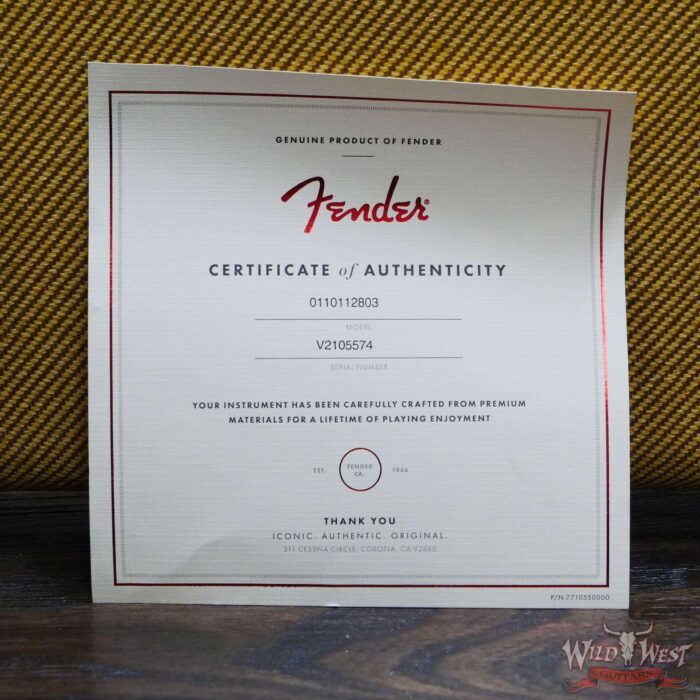 GENUINE PRODUCT OF FENDER
Fender®
CERTIFICATE of AUTHENTICITY
0110112803
MODEL
V2105574
SERIAL NUMBER
YOUR INSTRUMENT HAS BEEN CAREFULLY CRAFTED FROM PREMIUM
MATERIALS FOR A LIFETIME OF PLAYING ENJOYMENT
EST. FENDER CA. 1946
THANK YOU
ICONIC. AUTHENTIC. ORIGINAL.
311 CESSNA CIRCLE, CORONA, CA 92880
P/N 7710550000
WILD WEST
GUITARS